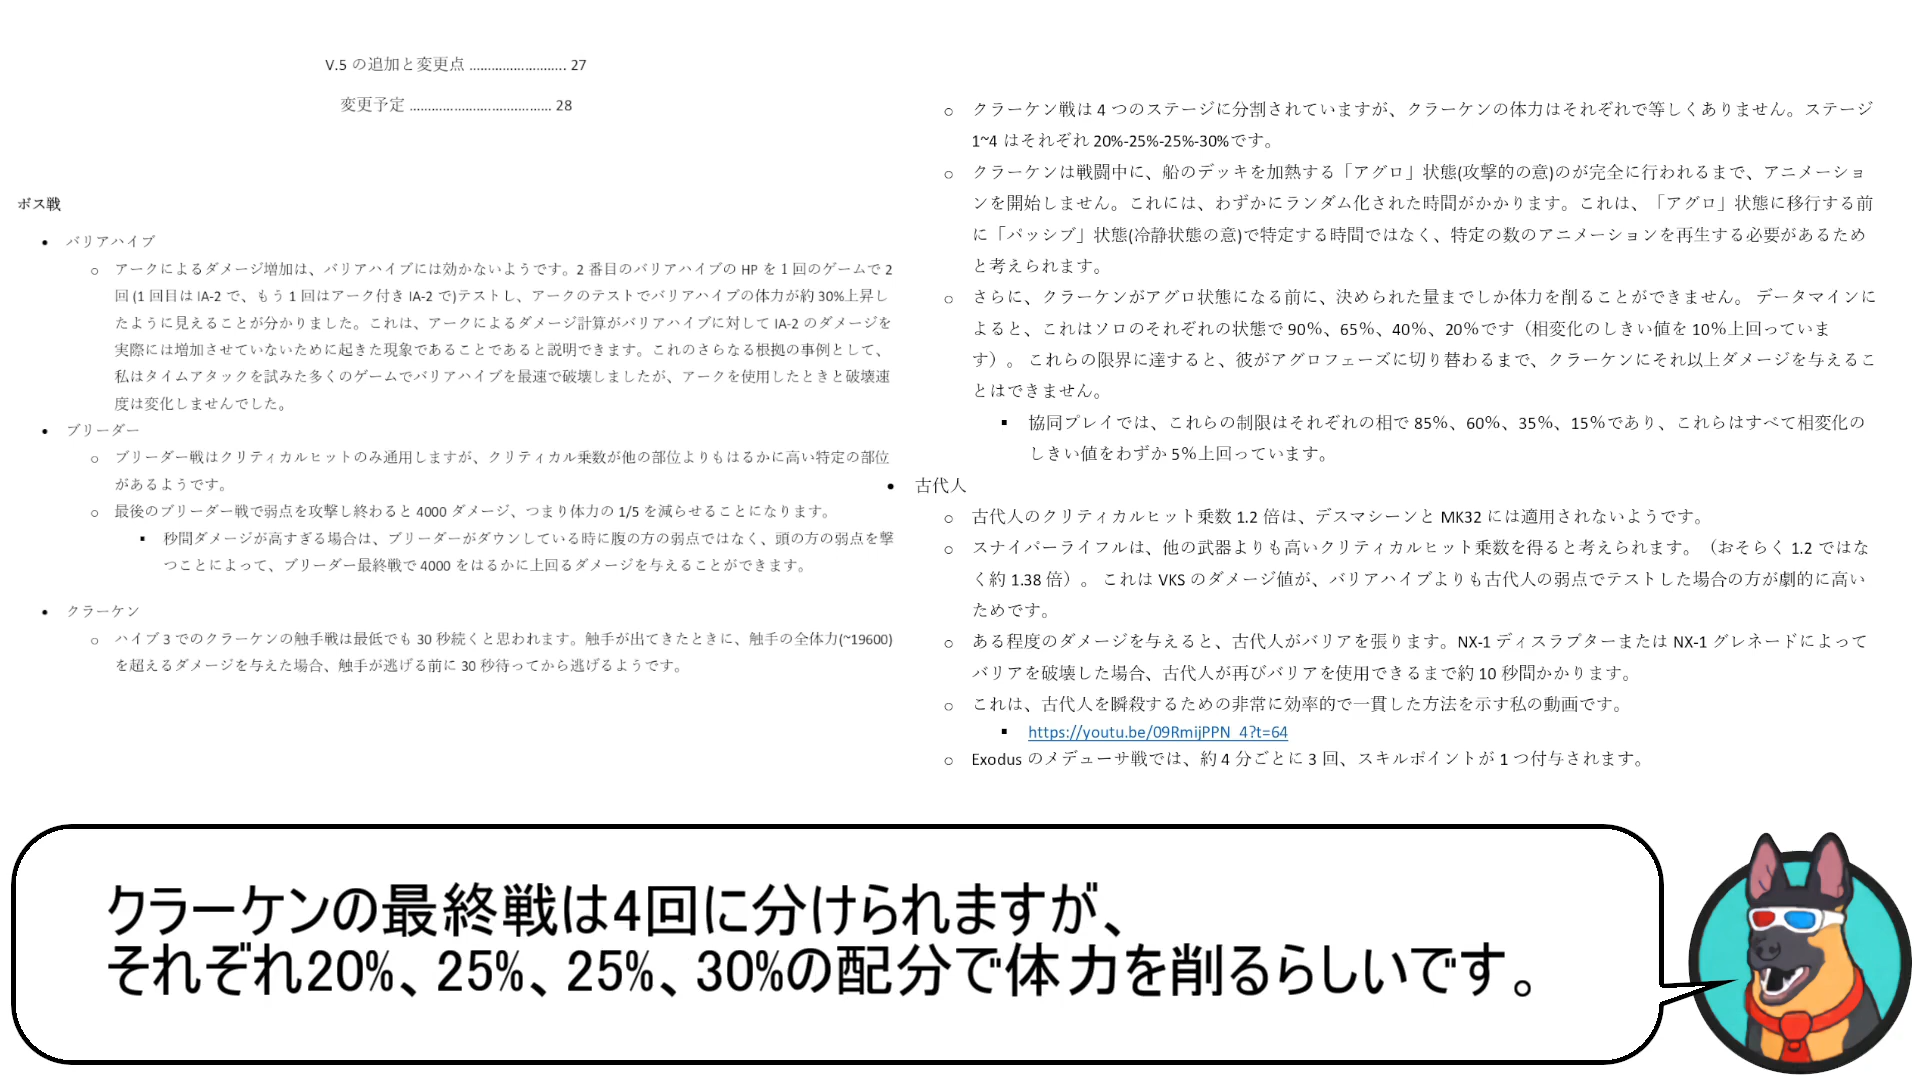 V.5 の追加と変更点 .......................... 27
変更予定 ...................................... 28
ボス戦
• バリアハイブ
○ アークによるダメージ増加は、バリアハイブには効かないようです。2 番目のバリアハイブの HP を 1 回のゲームで 2
回 (1 回目は IA-2 で、もう 1 回はアーク付き IA-2 で)テストし、アークのテストでバリアハイブの体力が約 30%上昇し
たように見えることが分かりました。これは、アークによるダメージ計算がバリアハイブに対して IA-2 のダメージを
実際には増加させていないために起きた現象であることであると説明できます。これのさらなる根拠の事例として、
私はタイムアタックを試みた多くのゲームでバリアハイブを最速で破壊しましたが、アークを使用したときと破壊速
度は変化しませんでした。
• ブリーダー
○ ブリーダー戦はクリティカルヒットのみ通用しますが、クリティカル乗数が他の部位よりもはるかに高い特定の部位
があるようです。
○ 最後のブリーダー戦で弱点を攻撃し終わると 4000 ダメージ、つまり体力の 1/5 を減らせることになります。
▪ 秒間ダメージが高すぎる場合は、ブリーダーがダウンしている時に腹の方の弱点ではなく、頭の方の弱点を撃
つことによって、ブリーダー最終戦で 4000 をはるかに上回るダメージを与えることができます。
• クラーケン
○ ハイブ 3 でのクラーケンの触手戦は最低でも 30 秒続くと思われます。触手が出てきたときに、触手の全体力(~19600)
を超えるダメージを与えた場合、触手が逃げる前に 30 秒待ってから逃げるようです。
○ クラーケン戦は 4 つのステージに分割されていますが、クラーケンの体力はそれぞれで等しくありません。ステージ
1~4 はそれぞれ 20%-25%-25%-30%です。
○ クラーケンは戦闘中に、船のデッキを加熱する「アグロ」状態(攻撃的の意)のが完全に行われるまで、アニメーショ
ンを開始しません。これには、わずかにランダム化された時間がかかります。これは、「アグロ」状態に移行する前
に「パッシブ」状態(冷静状態の意)で特定する時間ではなく、特定の数のアニメーションを再生する必要があるため
と考えられます。
○ さらに、クラーケンがアグロ状態になる前に、決められた量までしか体力を削ることができません。 データマインに
よると、これはソロのそれぞれの状態で 90%、65%、40%、20%です（相変化のしきい値を 10%上回っていま
す）。 これらの限界に達すると、彼がアグロフェーズに切り替わるまで、クラーケンにそれ以上ダメージを与えるこ
とはできません。
▪ 協同プレイでは、これらの制限はそれぞれの相で 85%、60%、35%、15%であり、これらはすべて相変化の
しきい値をわずか 5%上回っています。
• 古代人
○ 古代人のクリティカルヒット乗数 1.2 倍は、デスマシーンと MK32 には適用されないようです。
○ スナイパーライフルは、他の武器よりも高いクリティカルヒット乗数を得ると考えられます。（おそらく 1.2 ではな
く約 1.38 倍）。 これは VKS のダメージ値が、バリアハイブよりも古代人の弱点でテストした場合の方が劇的に高い
ためです。
○ ある程度のダメージを与えると、古代人がバリアを張ります。NX-1 ディスラプターまたは NX-1 グレネードによって
バリアを破壊した場合、古代人が再びバリアを使用できるまで約 10 秒間かかります。
○ これは、古代人を瞬殺するための非常に効率的で一貫した方法を示す私の動画です。
▪ https://youtu.be/09RmijPPN_4?t=64
○ Exodus のメデューサ戦では、約 4 分ごとに 3 回、スキルポイントが 1 つ付与されます。
クラーケンの最終戦は4回に分けられますが、
それぞれ20%、25%、25%、30%の配分で体力を削るらしいです。